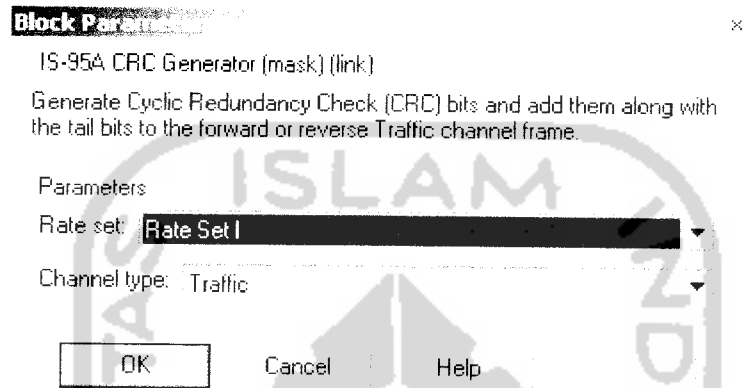 Block Parameters
IS-95A CRC Generator (mask) (link)
Generate Cyclic Redundancy Check (CRC) bits and add them along with
the tail bits to the forward or reverse Traffic channel frame.
Parameters
Rate set: Rate Set I
Channel type: Traffic
OK Cancel Help
ISLAM